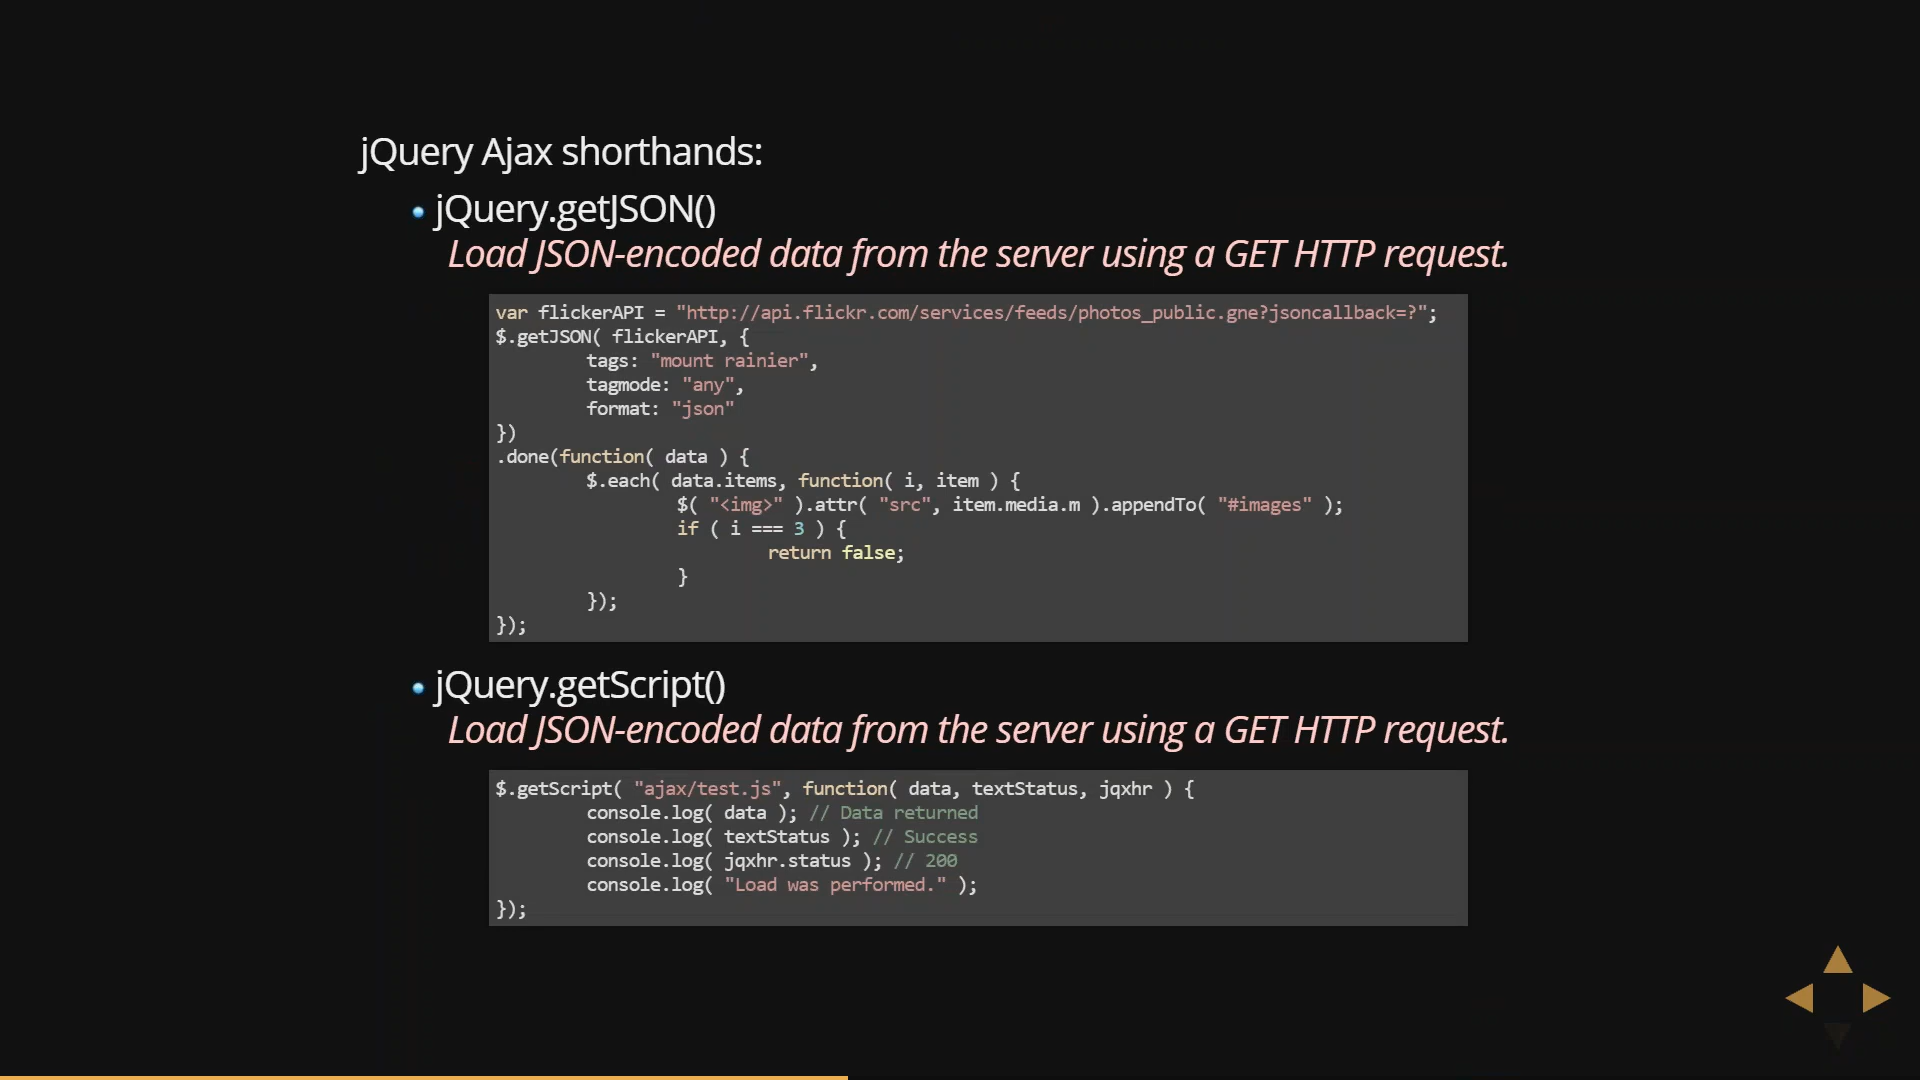 jQuery Ajax shorthands:
jQuery.getJSON()
Load JSON-encoded data from the server using a GET HTTP request.
var flickerAPI = "http://api.flickr.com/services/feeds/photos_public.gne?jsoncallback=?";
$.getJSON( flickerAPI, {
tags: "mount rainier",
tagmode: "any",
format: "json"
})
.done(function( data ) {
$.each( data.items, function( i, item ) {
$( "<img>" ).attr( "src", item.media.m ).appendTo( "#images" );
if ( i === 3 ) {
return false;
}
});
});
jQuery.getScript()
Load JSON-encoded data from the server using a GET HTTP request.
$.getScript( "ajax/test.js", function( data, textStatus, jqxhr ) {
console.log( data ); // Data returned
console.log( textStatus ); // Success
console.log( jqxhr.status ); // 200
console.log( "Load was performed." );
});